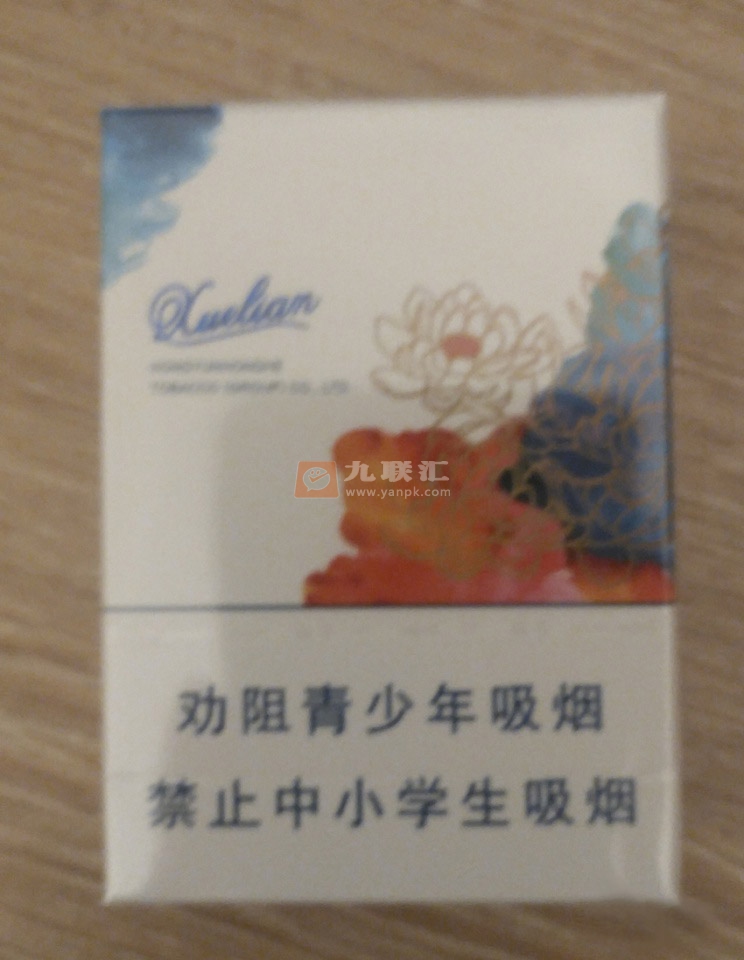 Xuelian
HONGYUNHONGHE
TOBACCO (GROUP) CO., LTD
九联汇
www.yanpk.com
劝阻青少年吸烟
禁止中小学生吸烟